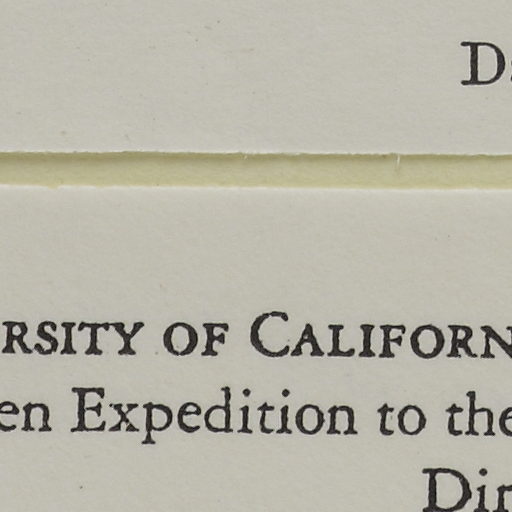 RSITY OF CALIFORN
en Expedition to the
Dir